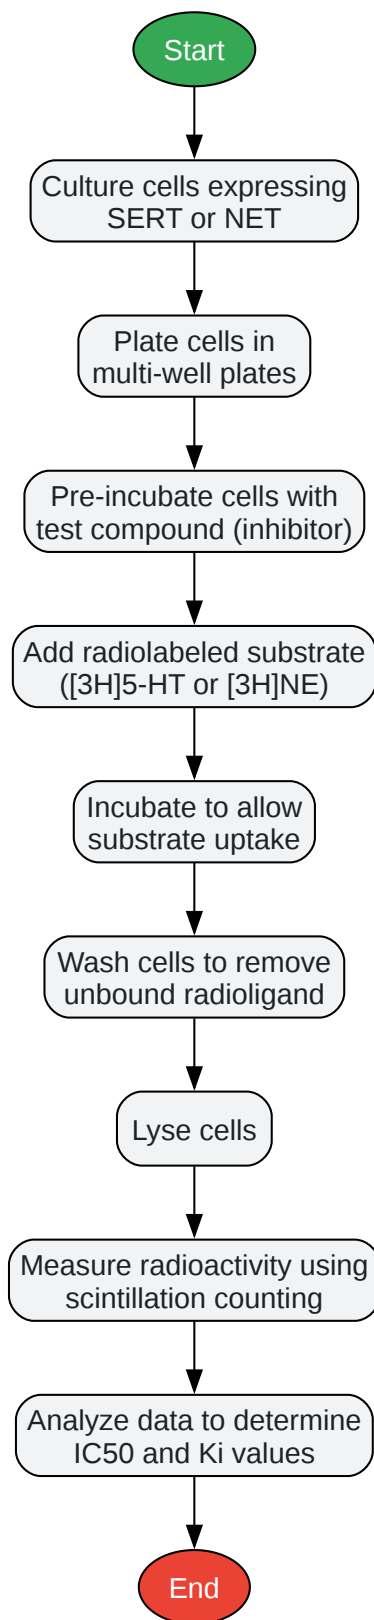 Start
Culture cells expressing
SERT or NET
Plate cells in
multi-well plates
Pre-incubate cells with
test compound (inhibitor)
Add radiolabeled substrate
([3H]5-HT or [3H]NE)
Incubate to allow
substrate uptake
Wash cells to remove
unbound radioligand
Lyse cells
Measure radioactivity using
scintillation counting
Analyze data to determine
IC50 and Ki values
End